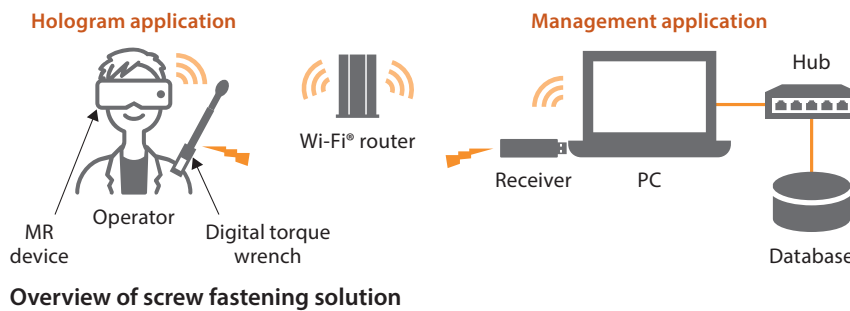 Hologram application
Management application
Hub
Wi-Fi® router
Receiver
PC
Operator
MR
device
Digital torque
wrench
Database
Overview of screw fastening solution